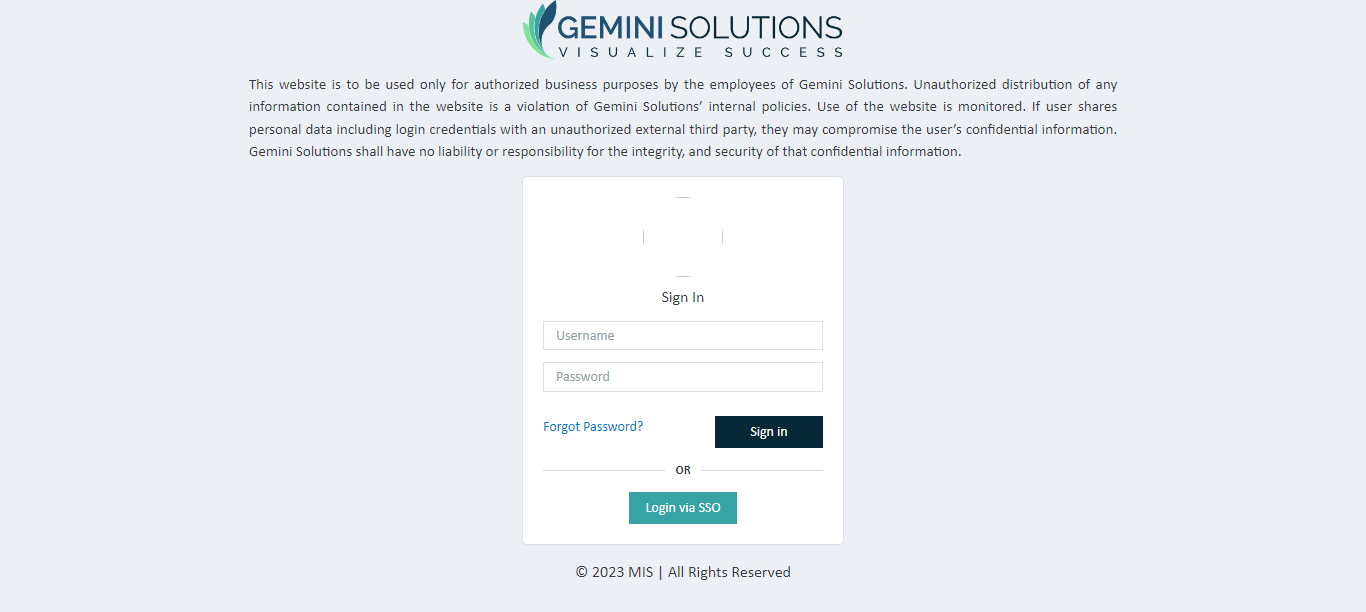 GEMINI SOLUTIONS
VISUALIZE SUCCESS
This website is to be used only for authorized business purposes by the employees of Gemini Solutions. Unauthorized distribution of any
information contained in the website is a violation of Gemini Solutions’ internal policies. Use of the website is monitored. If user shares
personal data including login credentials with an unauthorized external third party, they may compromise the user’s confidential information.
Gemini Solutions shall have no liability or responsibility for the integrity, and security of that confidential information.
Sign In
Username
Password
Forgot Password? Sign in
OR
Login via SSO
© 2023 MIS | All Rights Reserved